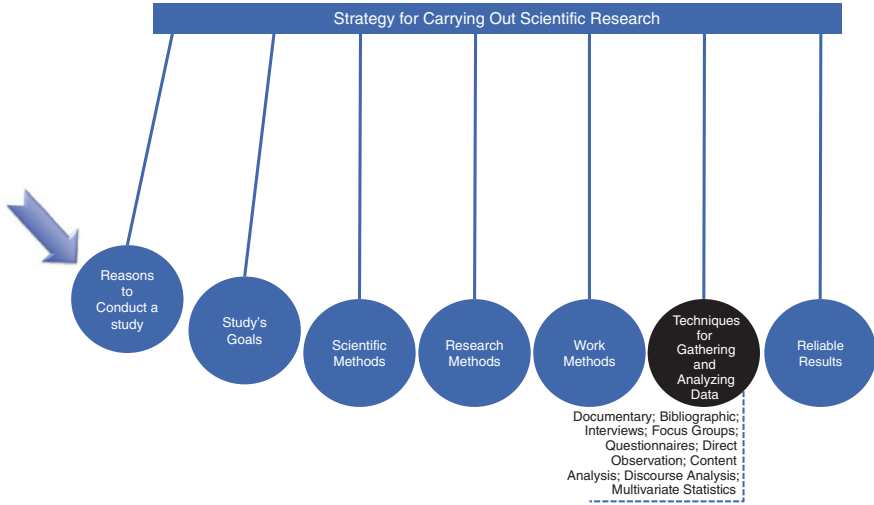 Strategy for Carrying Out Scientific Research
Reasons
to
Conduct a
study
Study's
Goals
Scientific
Methods
Research
Methods
Work
Methods
Techniques
for
Gathering
and
Analyzing
Data
Reliable
Results
Documentary; Bibliographic;
Interviews; Focus Groups;
Questionnaires; Direct
Observation; Content
Analysis; Discourse Analysis;
Multivariate Statistics